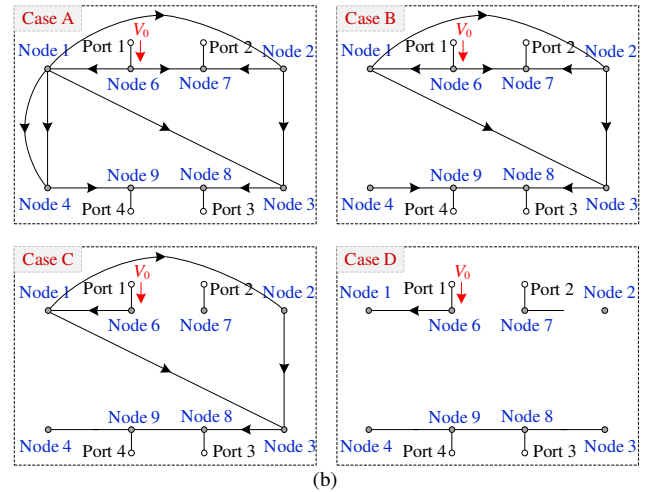 Case A
V0
Port 1
Port 2
Node 1
Node 2
Node 6
Node 7
Node 9
Node 8
Node 4
Port 4
Port 3
Node 3
Case B
V0
Port 1
Port 2
Node 1
Node 2
Node 6
Node 7
Node 9
Node 8
Node 4
Port 4
Port 3
Node 3
Case C
V0
Port 1
Port 2
Node 1
Node 2
Node 6
Node 7
Node 9
Node 8
Node 4
Port 4
Port 3
Node 3
Case D
V0
Port 1
Port 2
Node 1
Node 2
Node 6
Node 7
Node 9
Node 8
Node 4
Port 4
Port 3
Node 3
(b)